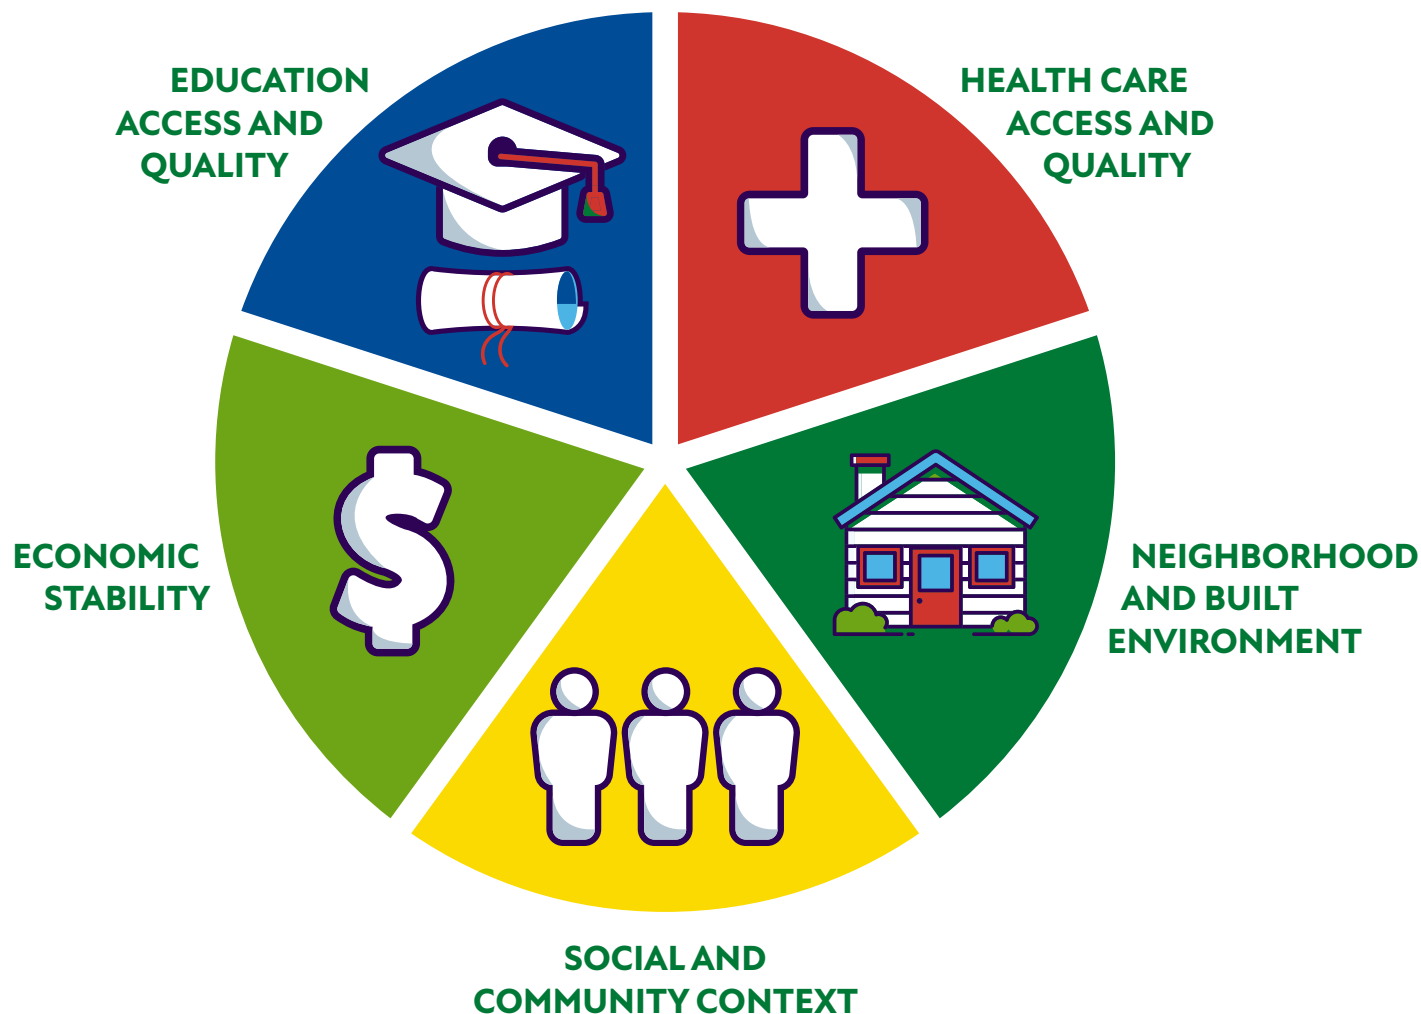 EDUCATION
ACCESS AND
QUALITY
HEALTH CARE
ACCESS AND
QUALITY
ECONOMIC
STABILITY
NEIGHBORHOOD
AND BUILT
ENVIRONMENT
SOCIAL AND
COMMUNITY CONTEXT